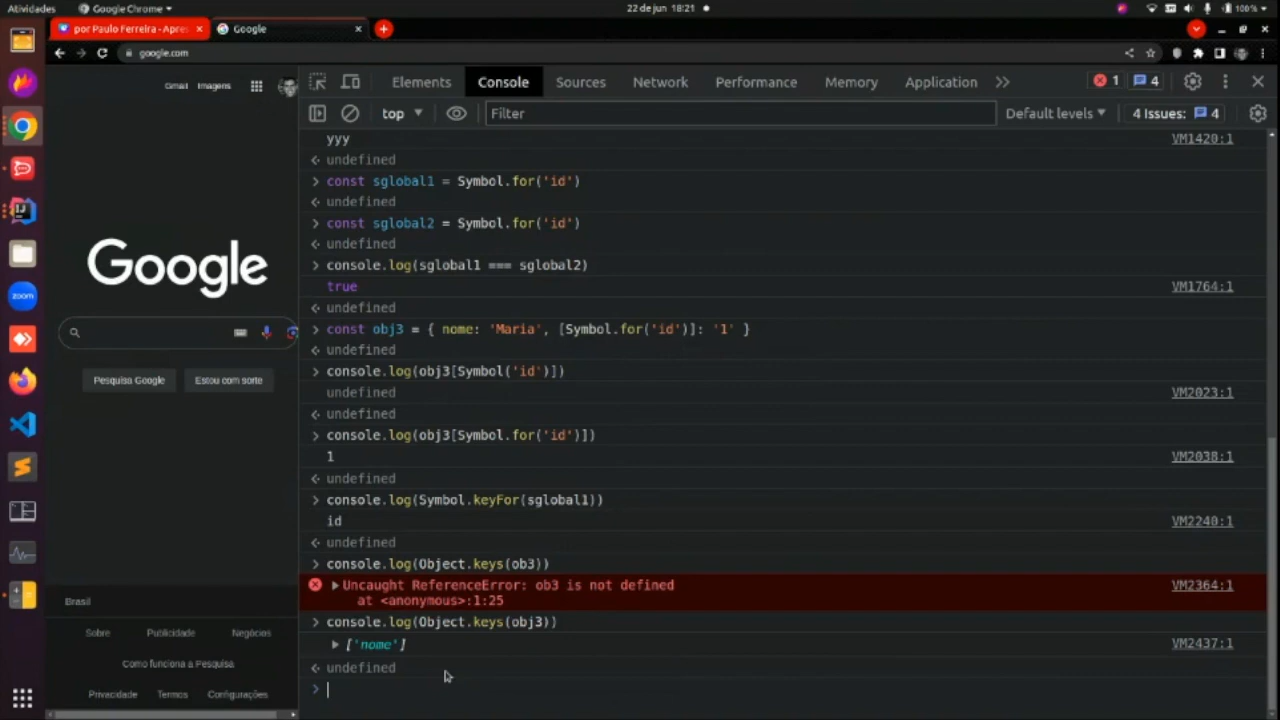 Atividades Google Chrome 22 de jun 18:21 100%
por Paulo Ferreira - Apre Google
google.com
Gmail Imagens
Elements Console Sources Network Performance Memory Application 1 4
top Filter Default levels 4 Issues: 4
yyy VM1420:1
undefined
const sglobal1 = Symbol.for('id')
undefined
const sglobal2 = Symbol.for('id')
undefined
console.log(sglobal1 === sglobal2)
true VM1764:1
undefined
const obj3 = { nome: 'Maria', [Symbol.for('id')]: '1' }
undefined
console.log(obj3[Symbol('id')])
undefined VM2023:1
undefined
console.log(obj3[Symbol.for('id')])
1 VM2038:1
undefined
console.log(Symbol.keyFor(sglobal1))
id VM2240:1
undefined
console.log(Object.keys(ob3))
Uncaught ReferenceError: ob3 is not defined VM2364:1
at <anonymous>:1:25
console.log(Object.keys(obj3))
['nome'] VM2437:1
undefined
Google
Pesquisa Google Estou com sorte
Brasil
Sobre Publicidade Negócios
Como funciona a Pesquisa
Privacidade Termos Configurações
zoom